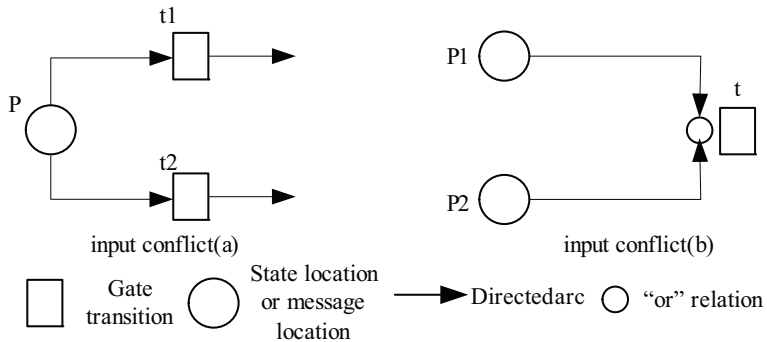 t1
P
t2
input conflict(a)
P1
t
P2
input conflict(b)
Gate
transition
State location
or message
location
Directedarc
“or” relation